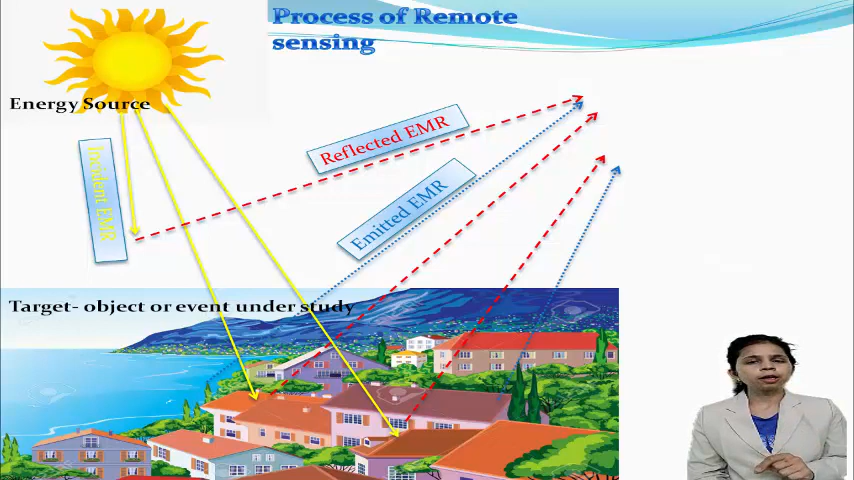 Process of Remote
sensing
Energy Source
Incident EMR
Reflected EMR
Emitted EMR
Target- object or event under study